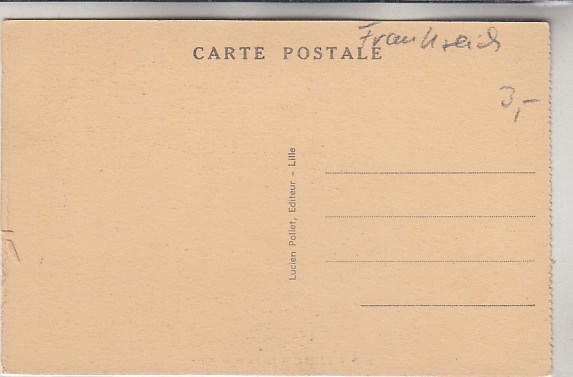 Frankreich
CARTE POSTALE
3,-
Lucien Pollet, Editeur - Lille